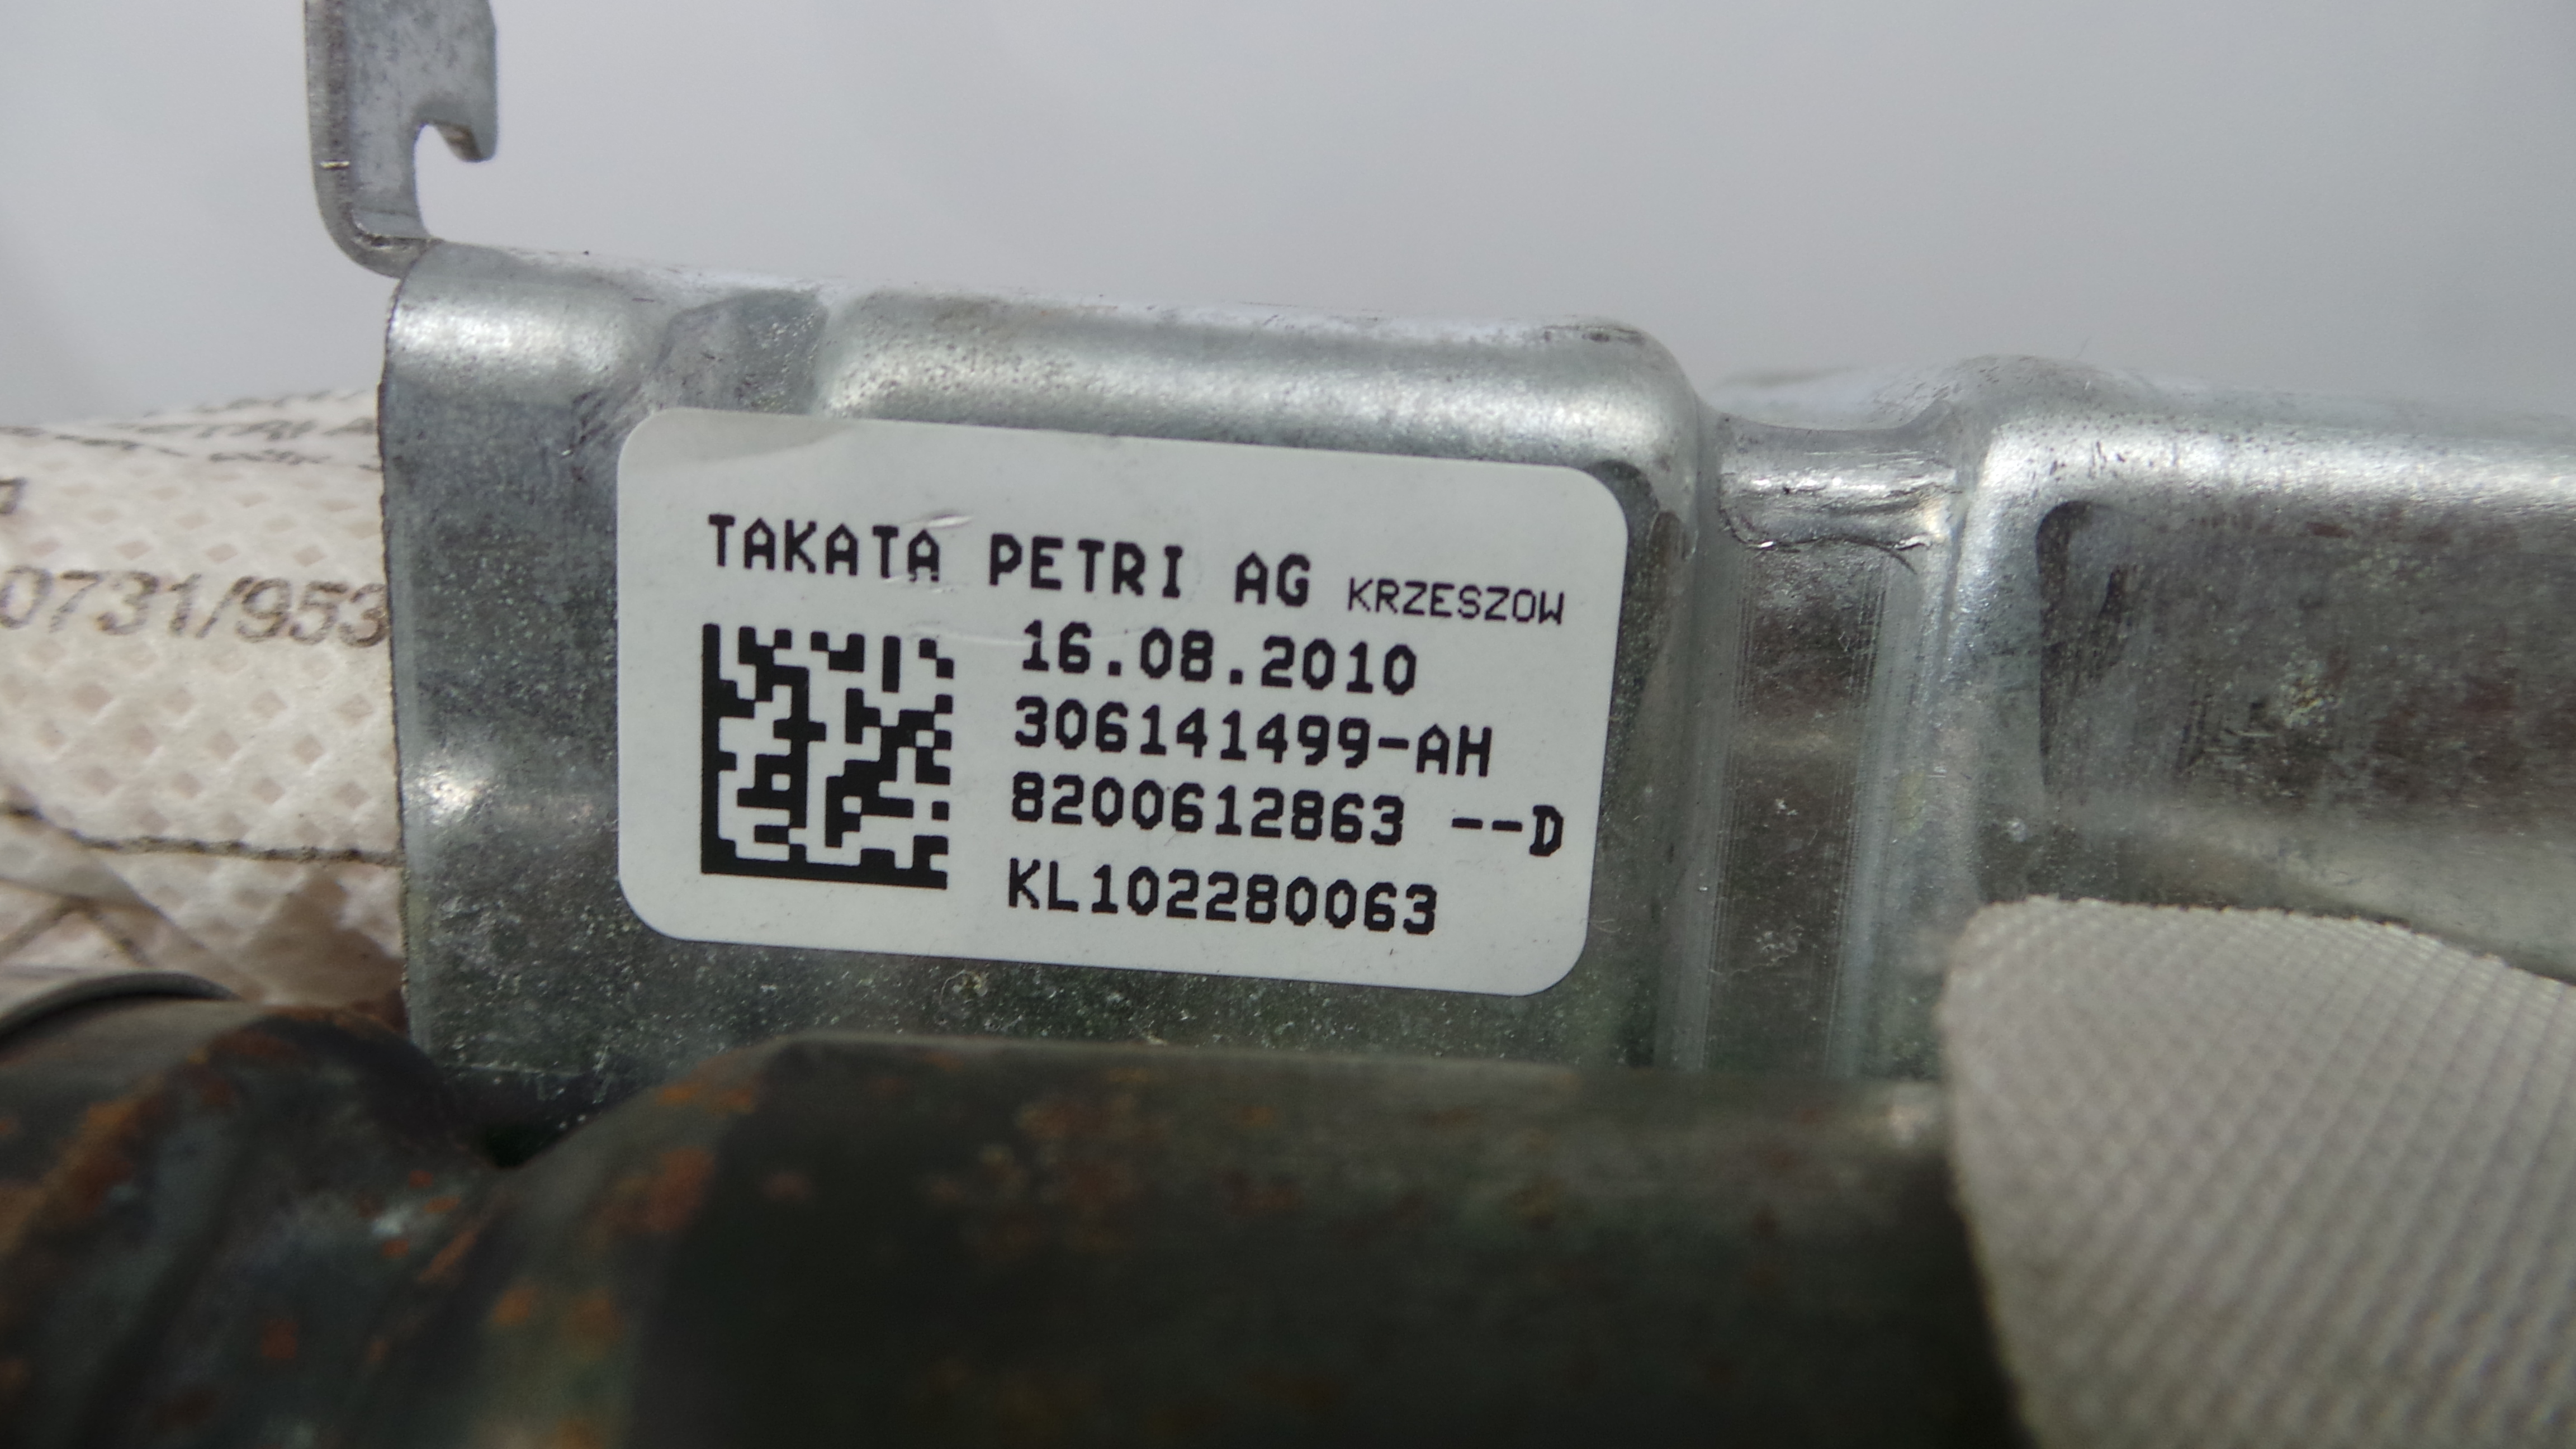 TAKATA PETRI AG KRZESZOW
16.08.2010
306141499-AH
8200612863 --D
KL102280063
0731/953